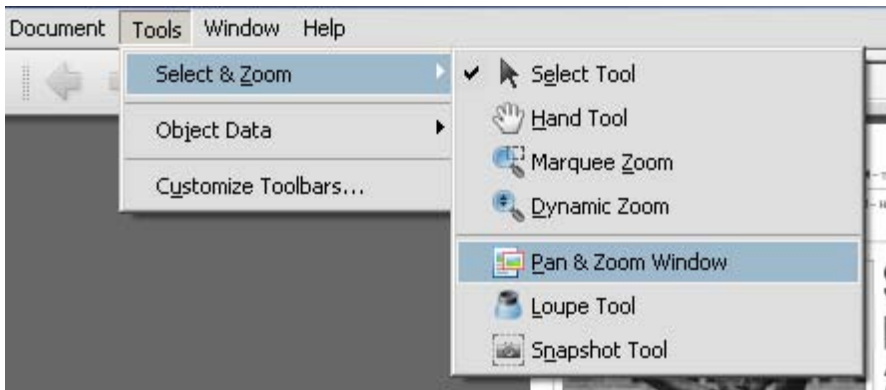 Document Tools Window Help
Select & Zoom
Object Data
Customize Toolbars...
Select Tool
Hand Tool
Marquee Zoom
Dynamic Zoom
Pan & Zoom Window
Loupe Tool
Snapshot Tool